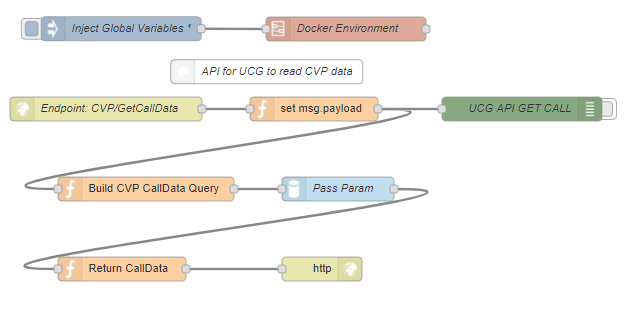 Inject Global Variables ¹
Docker Environment
API for UCG to read CVP data
Endpoint: CVP/GetCallData
set msg.payload
UCG API GET CALL
Build CVP CallData Query
Pass Param
Return CallData
http